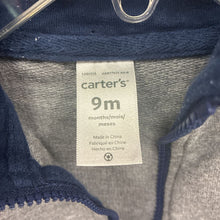 carter's
9m
months/mois/
meses
Made in China
Fabriqué en Chine
Hecho en China